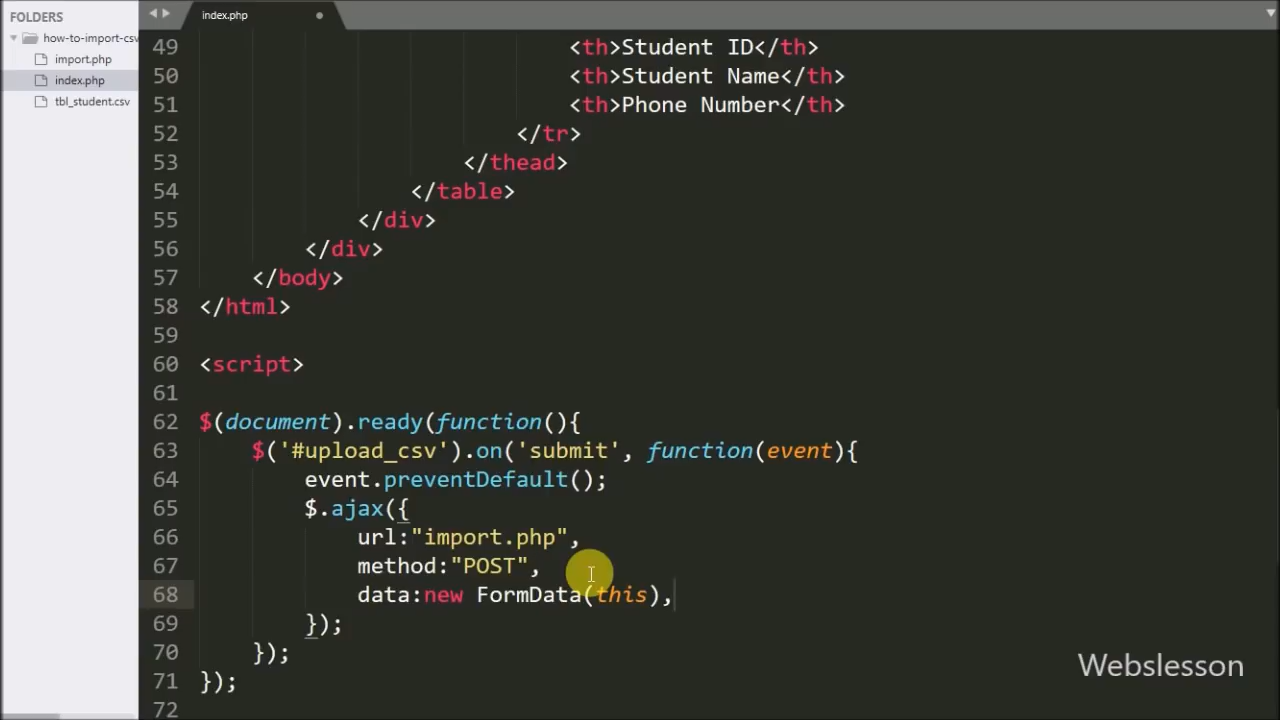 FOLDERS
how-to-import-csv
import.php
index.php
tbl_student.csv
index.php
49 <th>Student ID</th>
50 <th>Student Name</th>
51 <th>Phone Number</th>
52 </tr>
53 </thead>
54 </table>
55 </div>
56 </div>
57 </body>
58 </html>
59
60 <script>
61
62 $(document).ready(function(){
63 $('#upload_csv').on('submit', function(event){
64 event.preventDefault();
65 $.ajax({
66 url:"import.php",
67 method:"POST",
68 data:new FormData(this),
69 });
70 });
71 });
72
Webslesson